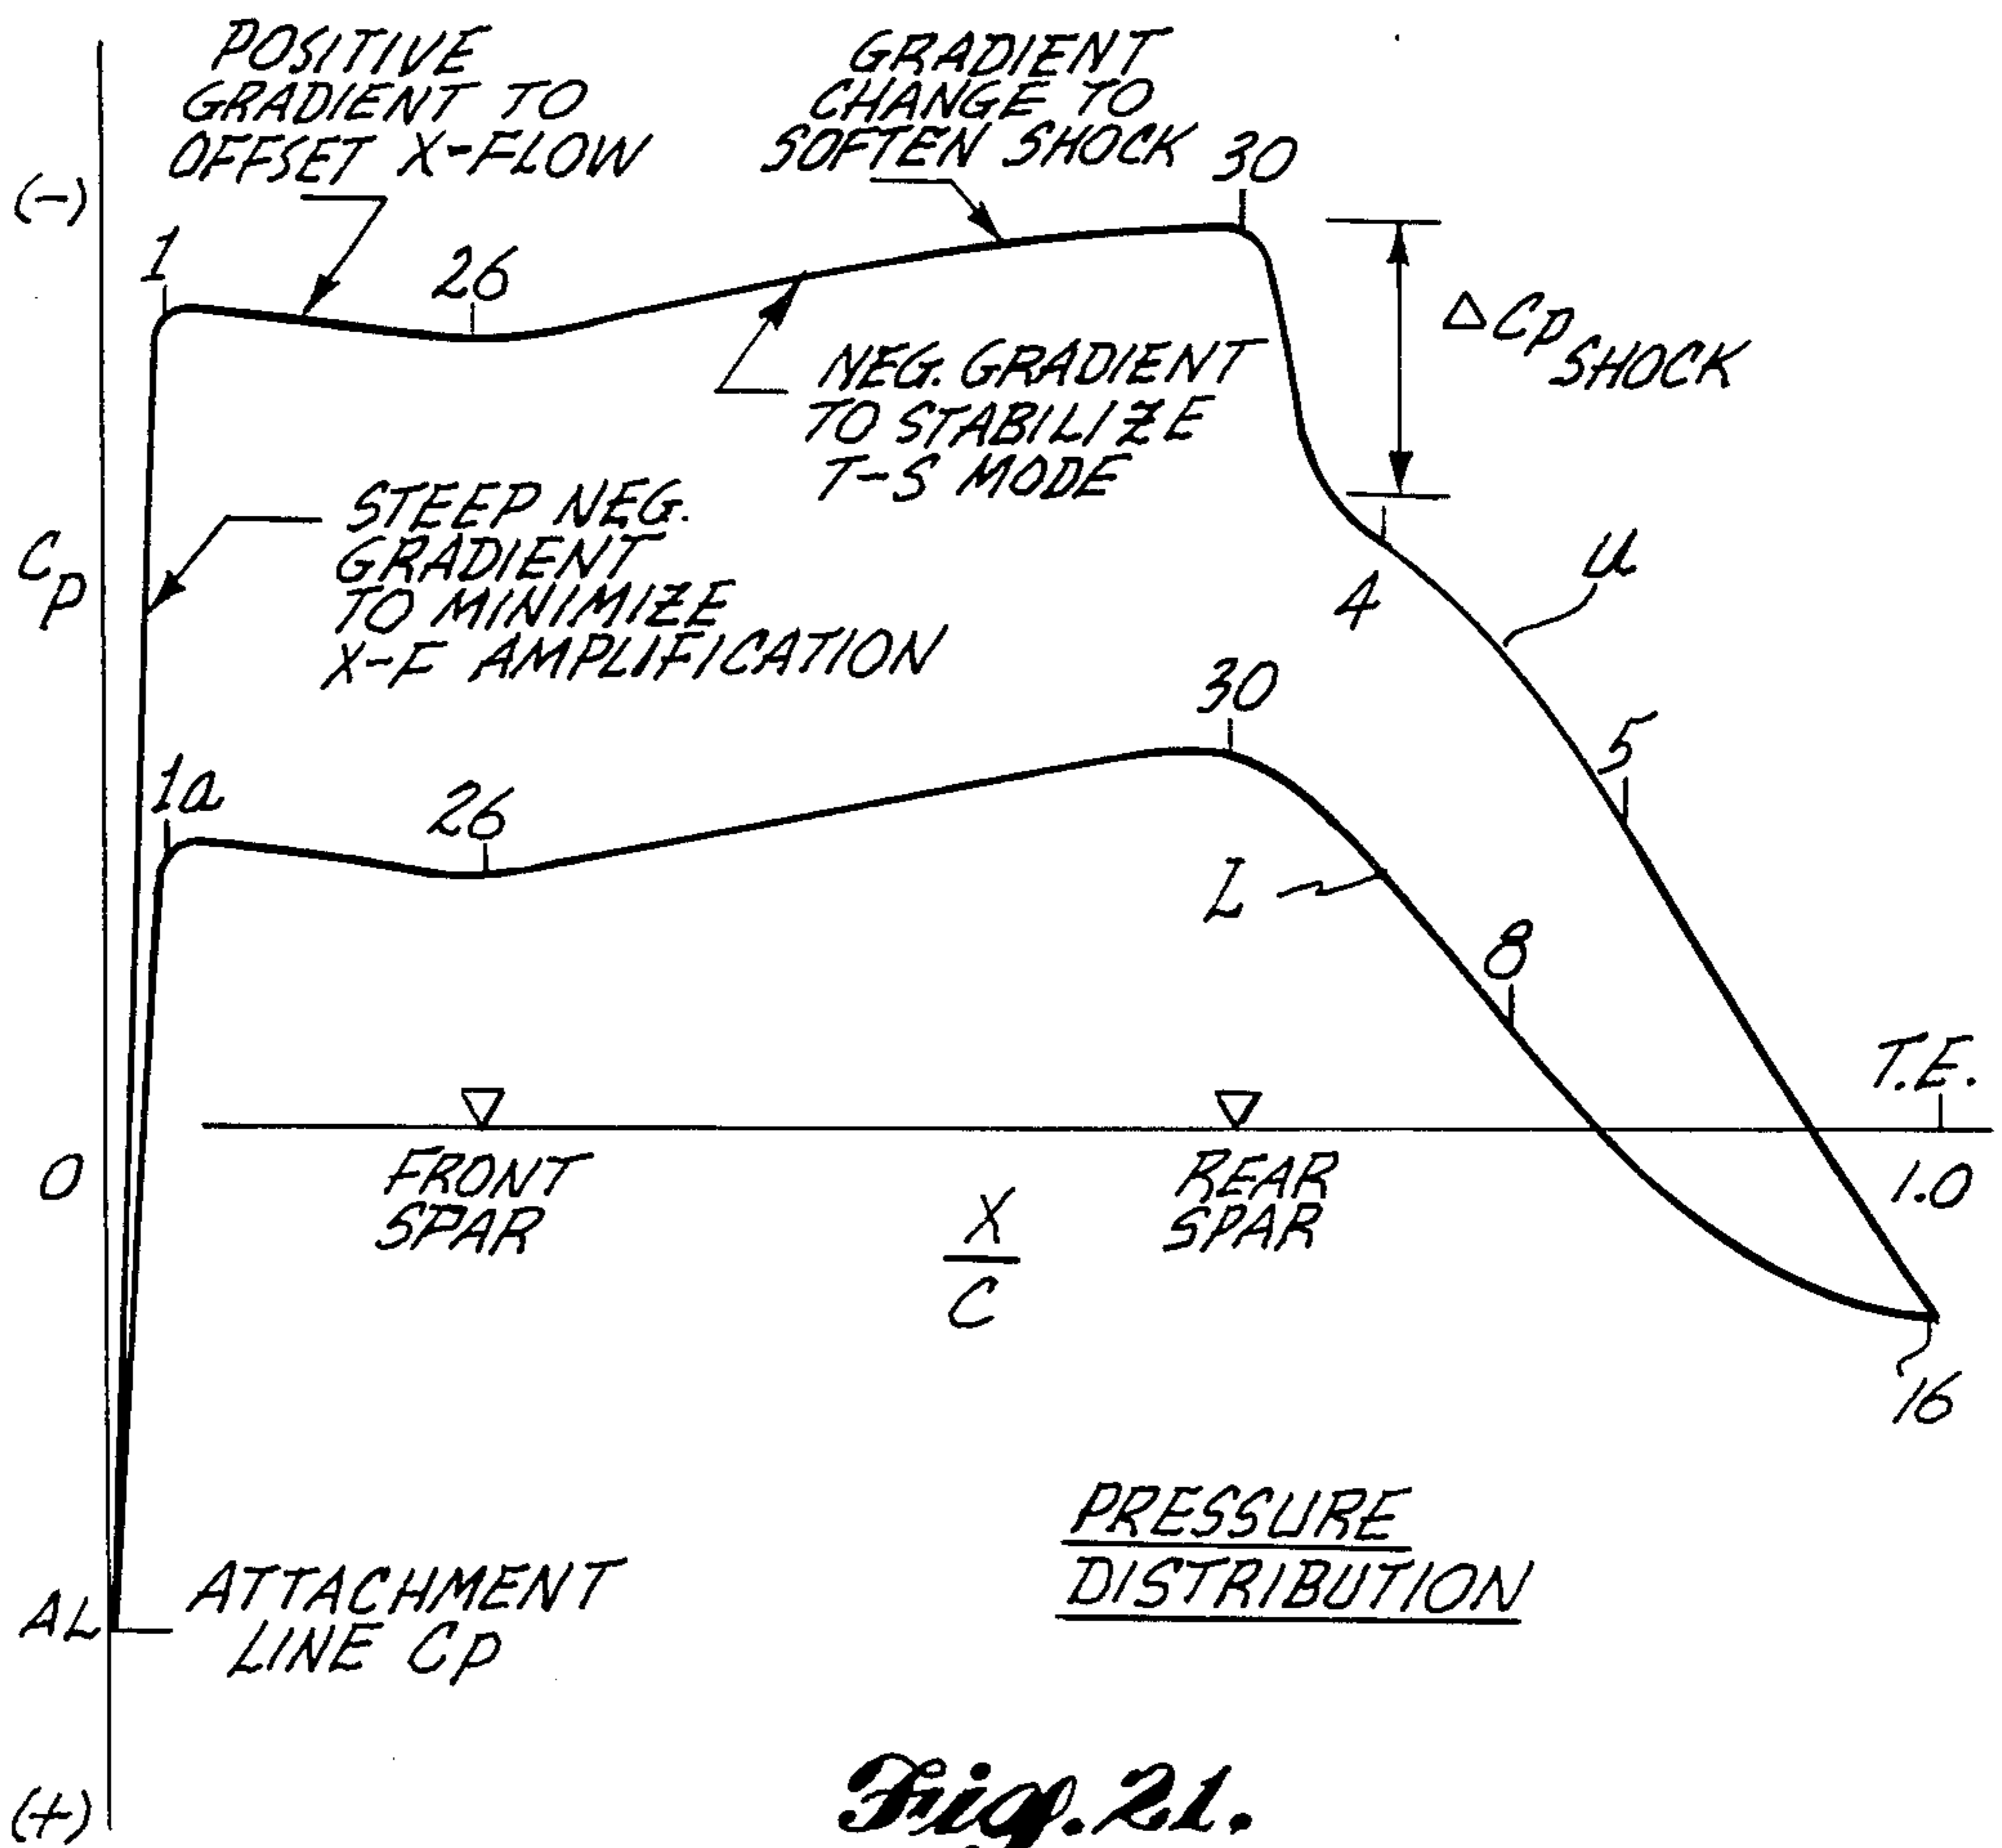 POSITIVE
GRADIENT TO
OFFSET X-FLOW
GRADIENT
CHANGE TO
SOFTEN SHOCK
30
(-)
1
26
ΔCP SHOCK
NEG. GRADIENT
TO STABILIZE
T-S MODE
STEEP NEG.
GRADIENT
TO MINIMIZE
X-F AMPLIFICATION
CP
U
4
30
5
1a
26
L
8
T.E.
FRONT
SPAR
REAR
SPAR
0
1.0
X
C
16
PRESSURE
DISTRIBUTION
AL
ATTACHMENT
LINE CP
(+)
Fig. 21.